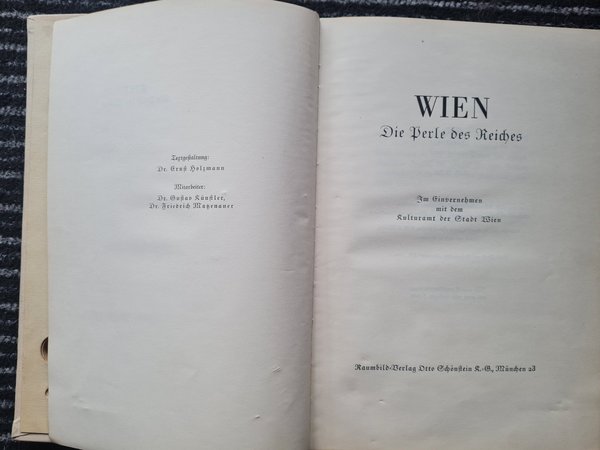 Textgestaltung:
Dr. Ernst Holzmann
Mitarbeiter:
Dr. Gustav Künstler,
Dr. Friedrich Matzenauer
WIEN
Die Perle des Reiches
Im Einvernehmen
mit dem
Kulturamt der Stadt Wien
Raumbild-Verlag Otto Schönstein K.-G., München 23